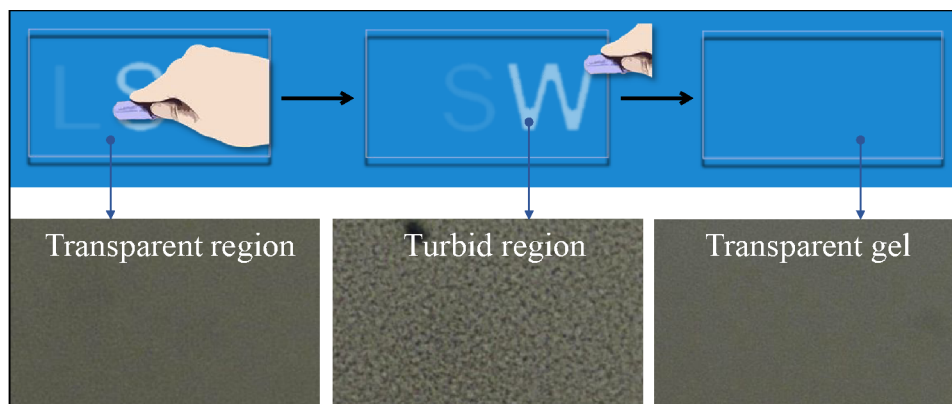 LS
SW
Transparent region
Turbid region
Transparent gel